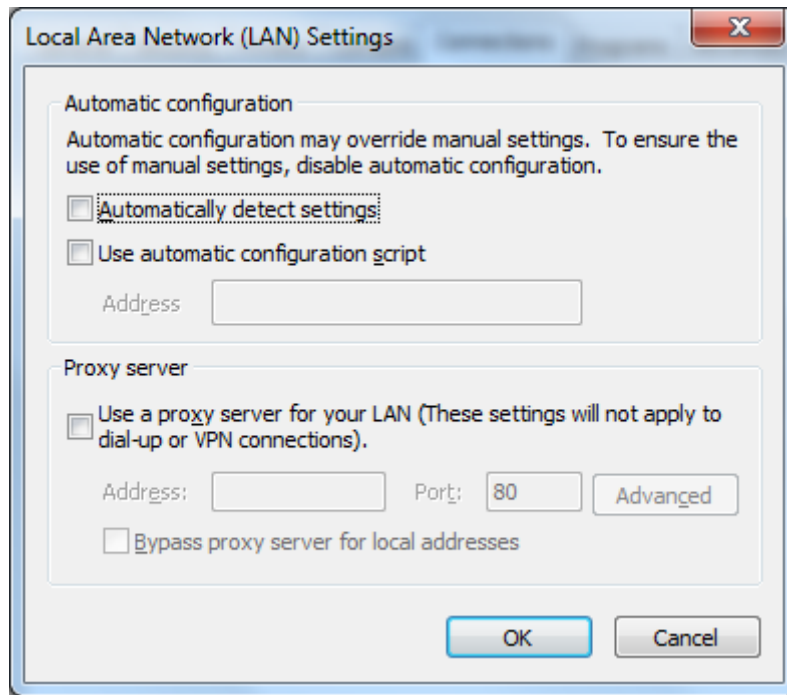 Local Area Network (LAN) Settings
Automatic configuration
Automatic configuration may override manual settings. To ensure the
use of manual settings, disable automatic configuration.
Automatically detect settings
Use automatic configuration script
Address
Proxy server
Use a proxy server for your LAN (These settings will not apply to
dial-up or VPN connections).
Address: Port: 80 Advanced
Bypass proxy server for local addresses
OK Cancel